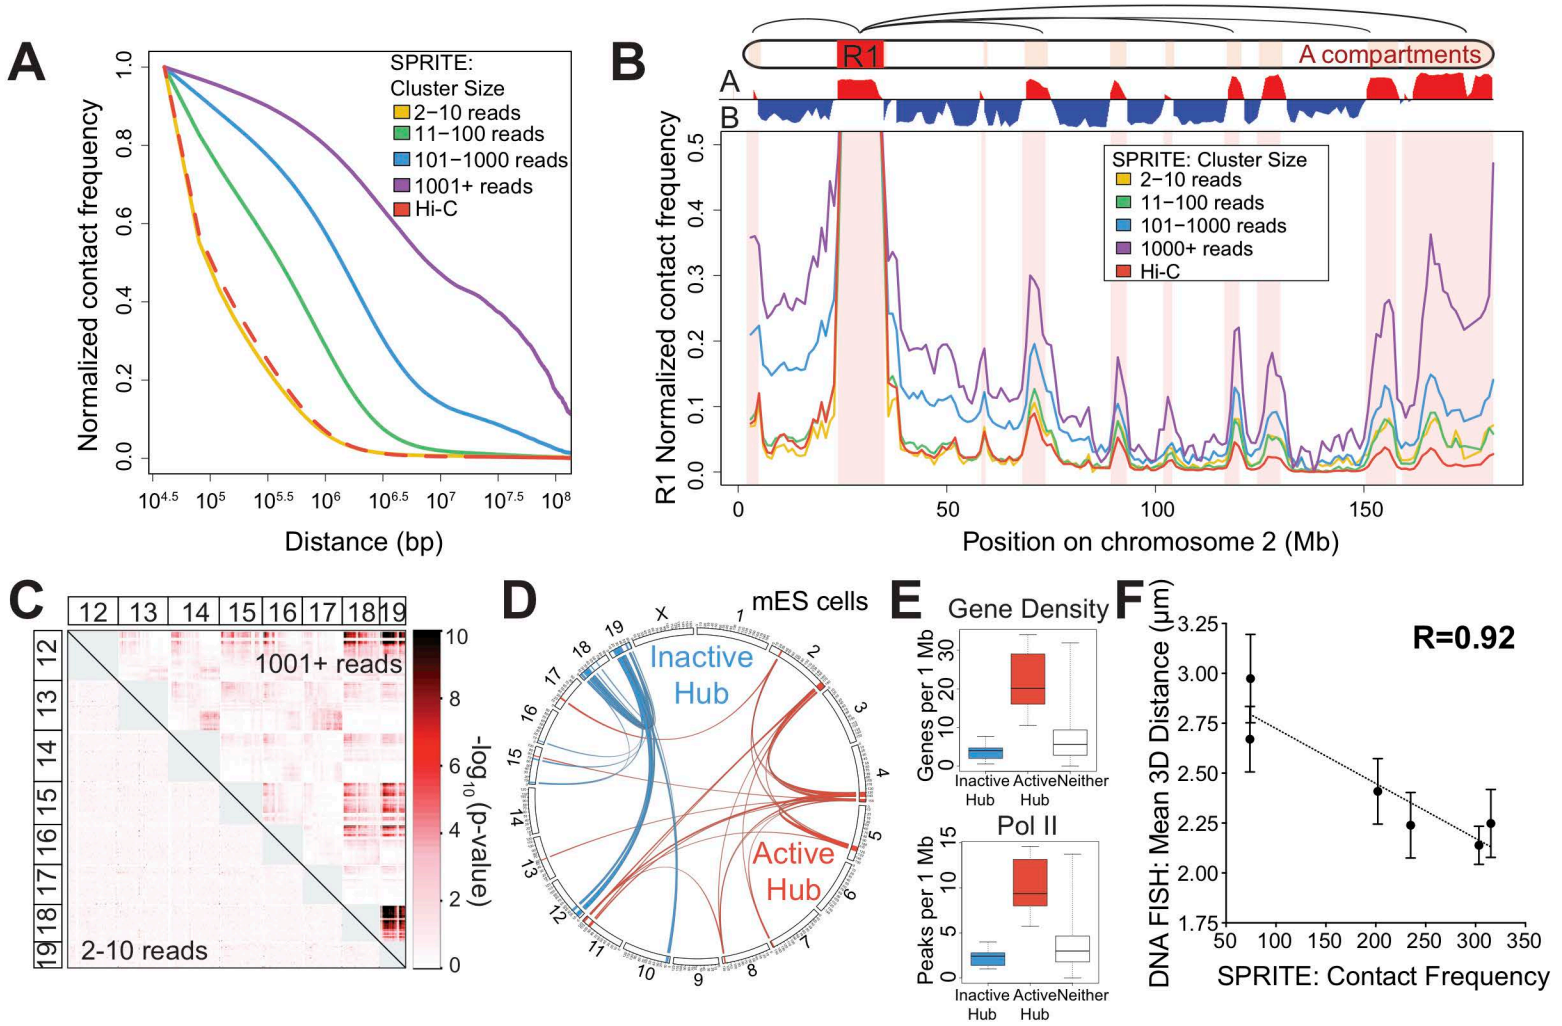 A
SPRITE:
Cluster Size
2−10 reads
11−100 reads
101−1000 reads
1001+ reads
Hi-C
Normalized contact frequency
1.0
0.8
0.6
0.4
0.2
0.0
10^4.5 10^5 10^5.5 10^6 10^6.5 10^7 10^7.5 10^8
Distance (bp)
B
R1
A compartments
A
B
SPRITE: Cluster Size
2−10 reads
11−100 reads
101−1000 reads
1000+ reads
Hi-C
R1 Normalized contact frequency
0.5
0.4
0.3
0.2
0.1
0.0
0 50 100 150
Position on chromosome 2 (Mb)
C
12 13 14 15 16 17 18 19
12
13
14
15
16
17
18
19
1001+ reads
2-10 reads
10
8
6
4
2
0
-log10 (p-value)
D
mES cells
Inactive
Hub
Active
Hub
1
2
3
4
5
6
7
8
9
10
11
12
13
14
15
16
17
18
19
X
E
Gene Density
Genes per 1 Mb
30
20
10
0
Inactive Active Neither
Hub Hub
Pol II
Peaks per 1 Mb
15
10
5
0
Inactive Active Neither
Hub Hub
F
R=0.92
DNA FISH: Mean 3D Distance (µm)
3.25
3.00
2.75
2.50
2.25
2.00
1.75
50 100 150 200 250 300 350
SPRITE: Contact Frequency